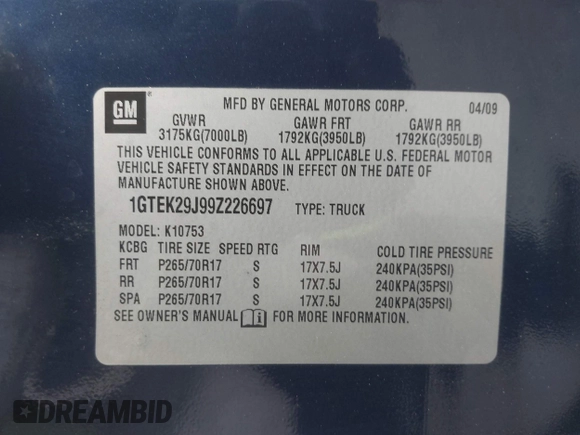 GM
MFD BY GENERAL MOTORS CORP. 04/09
GVWR GAWR FRT GAWR RR
3175KG(7000LB) 1792KG(3950LB) 1792KG(3950LB)
THIS VEHICLE CONFORMS TO ALL APPLICABLE U.S. FEDERAL MOTOR
VEHICLE SAFETY STANDARDS IN EFFECT ON THE DATE OF
MANUFACTURE SHOWN ABOVE.
1GTEK29J99Z226697 TYPE: TRUCK
MODEL: K10753
KCBG TIRE SIZE SPEED RTG RIM COLD TIRE PRESSURE
FRT P265/70R17 S 17X7.5J 240KPA(35PSI)
RR P265/70R17 S 17X7.5J 240KPA(35PSI)
SPA P265/70R17 S 17X7.5J 240KPA(35PSI)
SEE OWNER'S MANUAL FOR MORE INFORMATION.
DREAMBID